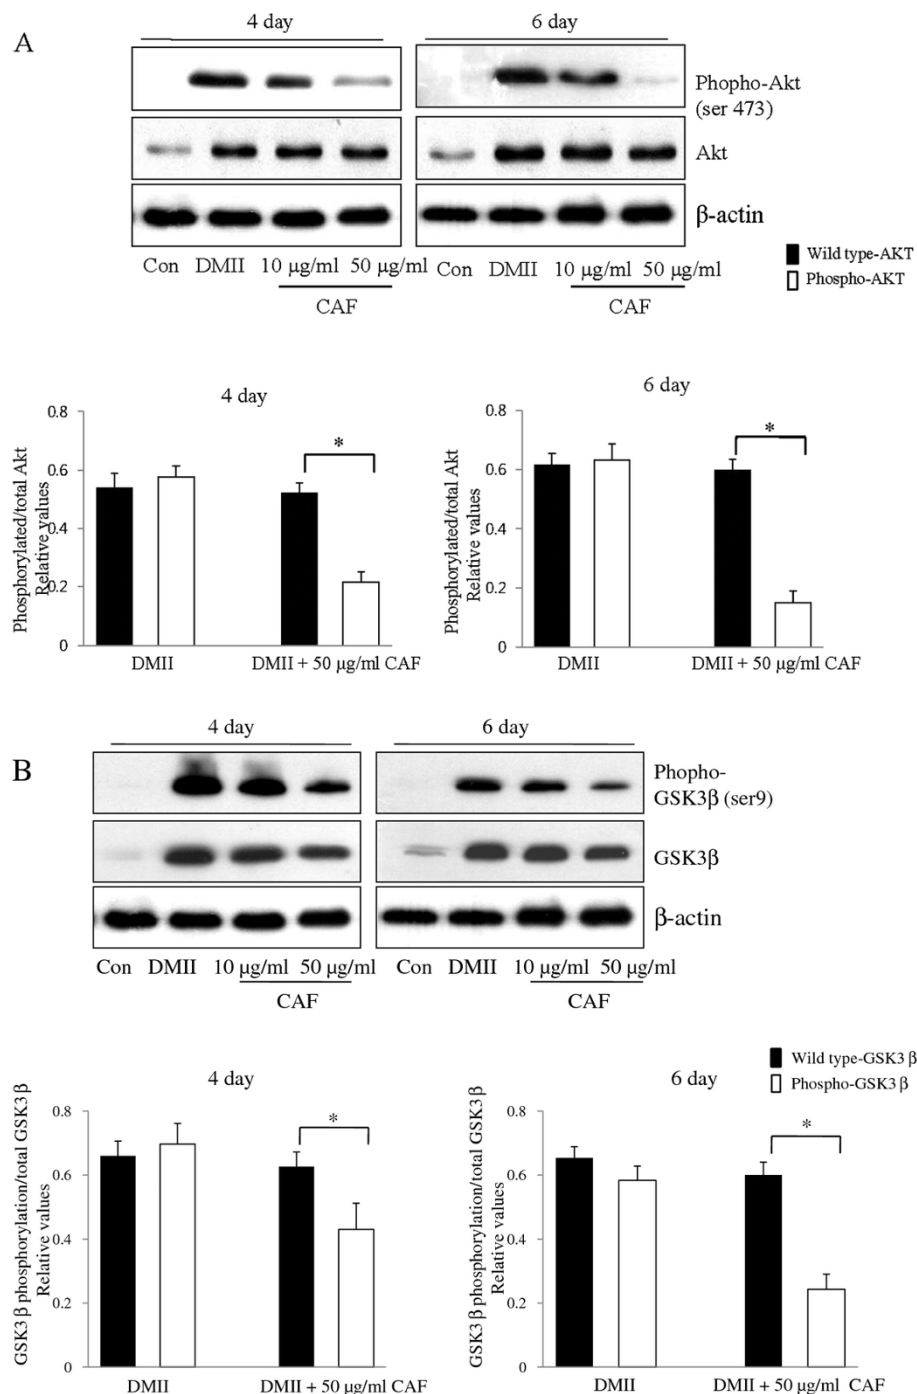 A
4 day
6 day
Phopho-Akt
(ser 473)
Akt
β-actin
Con DMII 10 μg/ml 50 μg/ml
CAF
Con DMII 10 μg/ml 50 μg/ml
CAF
Wild type-AKT
Phospho-AKT
4 day
Phosphorylated/total Akt
Relative values
0.8
0.6
0.4
0.2
0
*
DMII
DMII + 50 μg/ml CAF
6 day
Phosphorylated/total Akt
Relative values
0.8
0.6
0.4
0.2
0
*
DMII
DMII + 50 μg/ml CAF
B
4 day
6 day
Phopho-
GSK3β (ser9)
GSK3β
β-actin
Con DMII 10 μg/ml 50 μg/ml
CAF
Con DMII 10 μg/ml 50 μg/ml
CAF
Wild type-GSK3 β
Phospho-GSK3 β
4 day
GSK3 β phosphorylation/total GSK3 β
Relative values
0.8
0.6
0.4
0.2
0
*
DMII
DMII + 50 μg/ml CAF
6 day
GSK3 β phosphorylation/total GSK3 β
Relative values
0.8
0.6
0.4
0.2
0
*
DMII
DMII + 50 μg/ml CAF